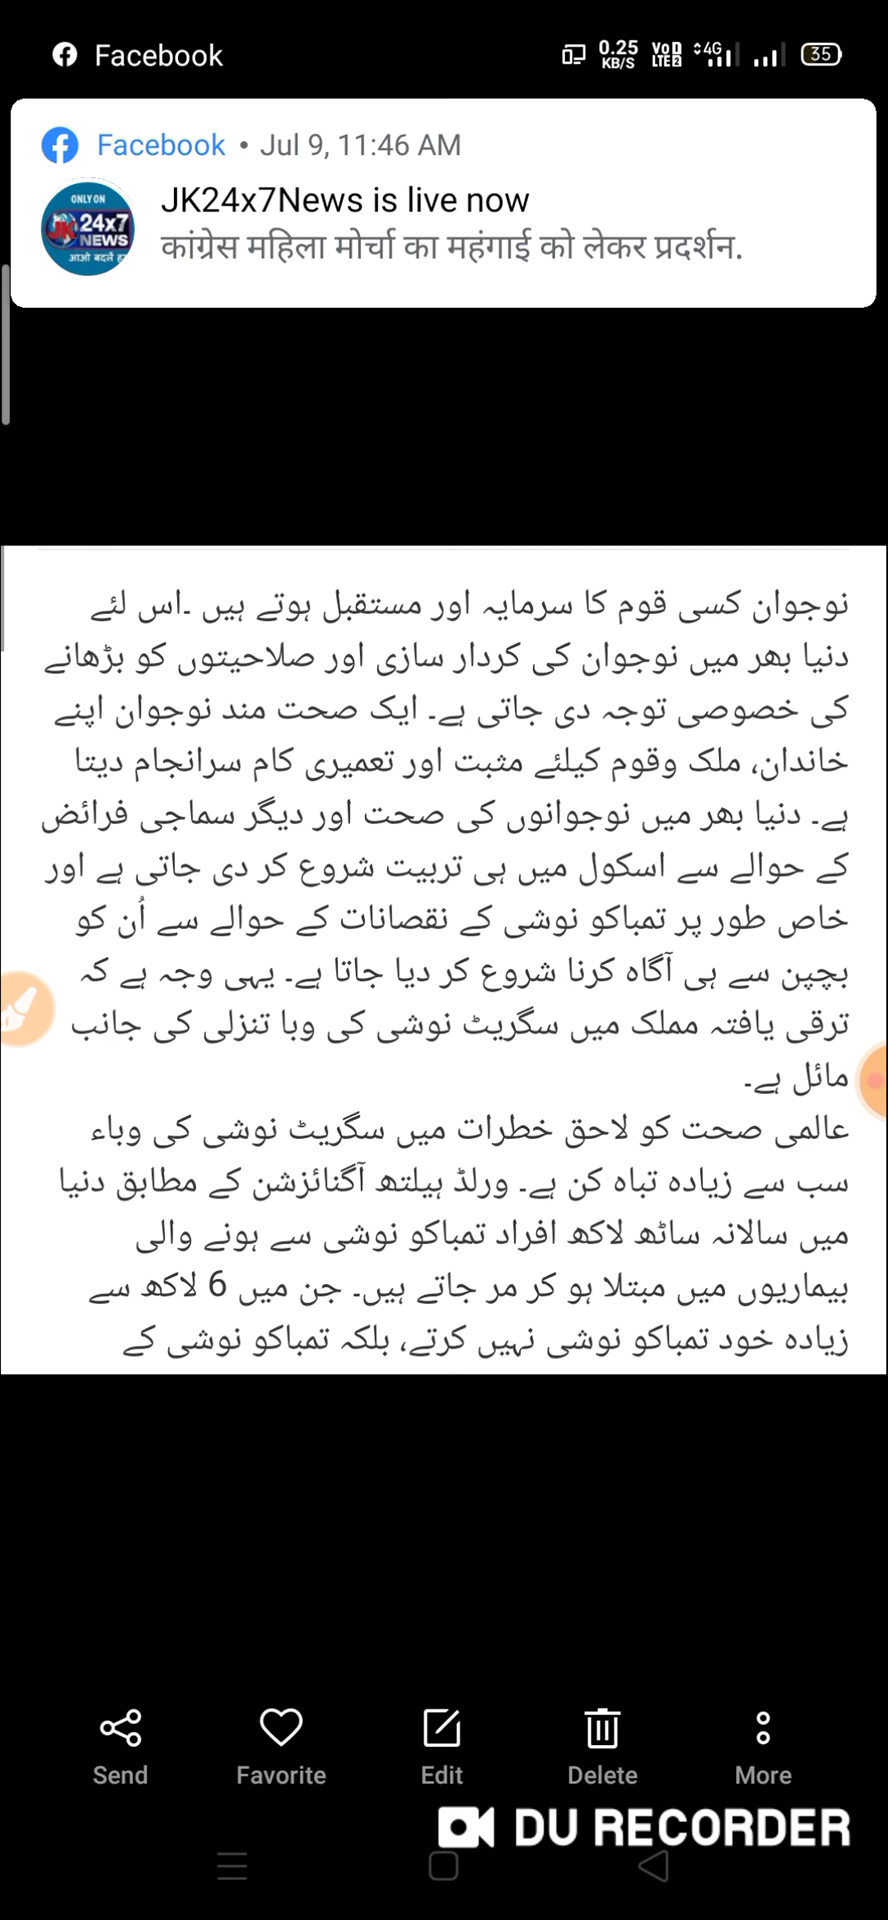 Facebook
0.25 KB/S
VoD LTE2
4G
35
Facebook • Jul 9, 11:46 AM
ONLY ON
JK 24x7 NEWS
आओ बदलें
JK24x7News is live now
कांग्रेस महिला मोर्चा का महंगाई को लेकर प्रदर्शन.
نوجوان کسی قوم کا سرمایہ اور مستقبل ہوتے ہیں ۔اس لئے
دنیا بھر میں نوجوان کی کردار سازی اور صلاحیتوں کو بڑھانے
کی خصوصی توجہ دی جاتی ہے۔ ایک صحت مند نوجوان اپنے
خاندان، ملک وقوم کیلئے مثبت اور تعمیری کام سرانجام دیتا
ہے۔ دنیا بھر میں نوجوانوں کی صحت اور دیگر سماجی فرائض
کے حوالے سے اسکول میں ہی تربیت شروع کر دی جاتی ہے اور
خاص طور پر تمباکو نوشی کے نقصانات کے حوالے سے اُن کو
بچپن سے ہی آگاہ کرنا شروع کر دیا جاتا ہے۔ یہی وجہ ہے کہ
ترقی یافتہ مملک میں سگریٹ نوشی کی وبا تنزلی کی جانب
مائل ہے۔
عالمی صحت کو لاحق خطرات میں سگریٹ نوشی کی وباء
سب سے زیادہ تباہ کن ہے۔ ورلڈ ہیلتھ آگنائزشن کے مطابق دنیا
میں سالانہ ساٹھ لاکھ افراد تمباکو نوشی سے ہونے والی
بیماریوں میں مبتلا ہو کر مر جاتے ہیں۔ جن میں 6 لاکھ سے
زیادہ خود تمباکو نوشی نہیں کرتے، بلکہ تمباکو نوشی کے
Send
Favorite
Edit
Delete
More
DU RECORDER